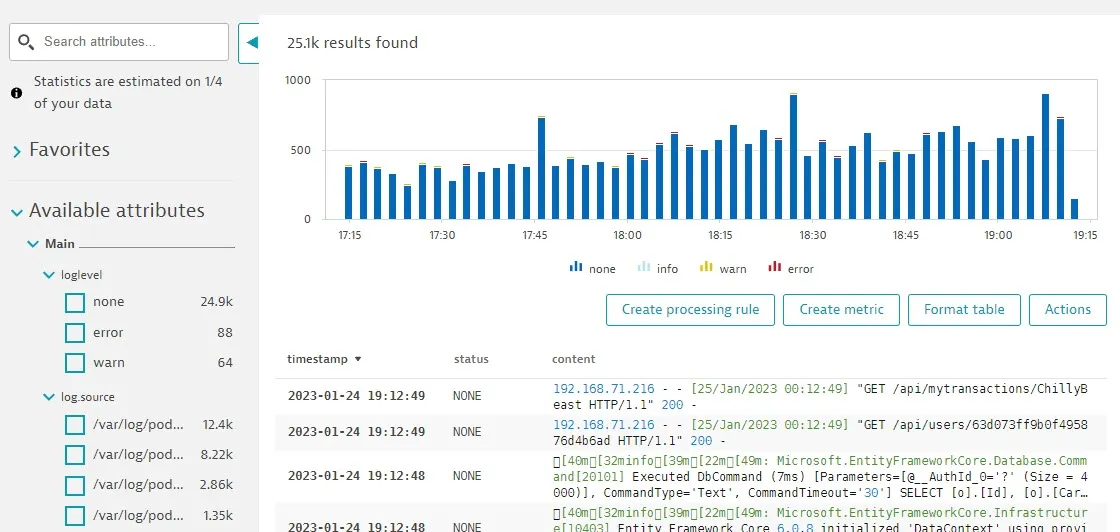 Search attributes...
Statistics are estimated on 1/4
of your data
Favorites
Available attributes
Main
loglevel
none 24.9k
error 88
warn 64
log.source
/var/log/pod... 12.4k
/var/log/pod... 8.22k
/var/log/pod... 2.86k
/var/log/pod... 1.35k
25.1k results found
1000
500
0
17:15 17:30 17:45 18:00 18:15 18:30 18:45 19:00 19:15
none info warn error
Create processing rule Create metric Format table Actions
timestamp status content
2023-01-24 19:12:49 NONE 192.168.71.216 - - [25/Jan/2023 00:12:49] "GET /api/mytransactions/ChillyB
east HTTP/1.1" 200 -
2023-01-24 19:12:49 NONE 192.168.71.216 - - [25/Jan/2023 00:12:49] "GET /api/users/63d073ff9b0f4958
76d4b6ad HTTP/1.1" 200 -
2023-01-24 19:12:48 NONE □[40m□[32minfo□[39m□[22m□[49m: Microsoft.EntityFrameworkCore.Database.Comm
and[20101] Executed DbCommand (7ms) [Parameters=[@__AuthId_0='?' (Size = 4
000)], CommandType='Text', CommandTimeout='30'] SELECT [o].[Id], [o].[Car...
2023-01-24 19:12:48 NONE □[40m□[32minfo□[39m□[22m□[49m: Microsoft.EntityFrameworkCore.Infrastructur
e[10403] Entity Framework Core 6.0.8 initialized 'DataContext' using provi